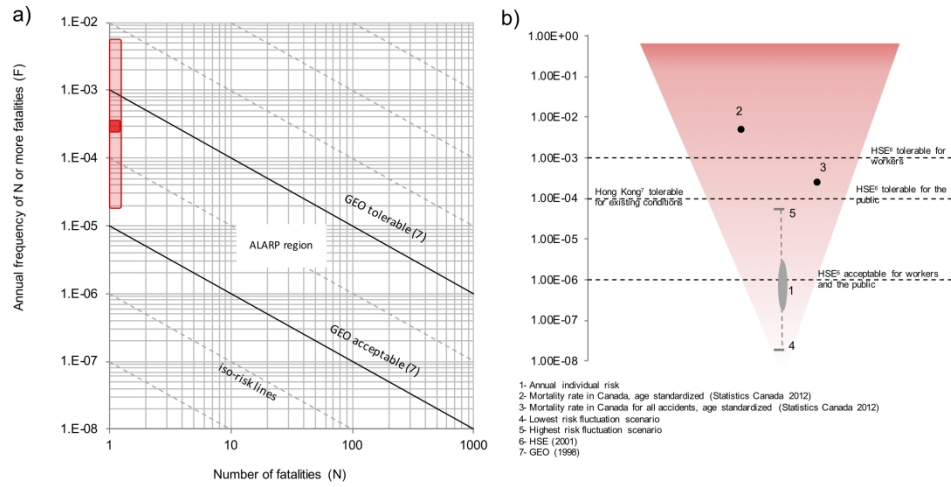 a)
1.E-02
1.E-03
1.E-04
1.E-05
1.E-06
1.E-07
1.E-08
Annual frequency of N or more fatalities (F)
GEO tolerable (7)
ALARP region
GEO acceptable (7)
Iso-risk lines
1
10
100
1000
Number of fatalities (N)
b)
1.00E+00
1.00E-01
1.00E-02
1.00E-03
1.00E-04
1.00E-05
1.00E-06
1.00E-07
1.00E-08
2
HSE⁶ tolerable for
workers
3
Hong Kong⁷ tolerable
for existing conditions
HSE⁶ tolerable for the
public
5
HSE⁶ acceptable for workers
and the public
1
4
1- Annual individual risk
2- Mortality rate in Canada, age standardized (Statistics Canada 2012)
3- Mortality rate in Canada for all accidents, age standardized (Statistics Canada 2012)
4- Lowest risk fluctuation scenario
5- Highest risk fluctuation scenario
6- HSE (2001)
7- GEO (1998)